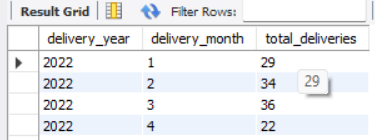 Result Grid Filter Rows:
delivery_year delivery_month total_deliveries
2022 1 29
2022 2 34
29
2022 3 36
2022 4 22